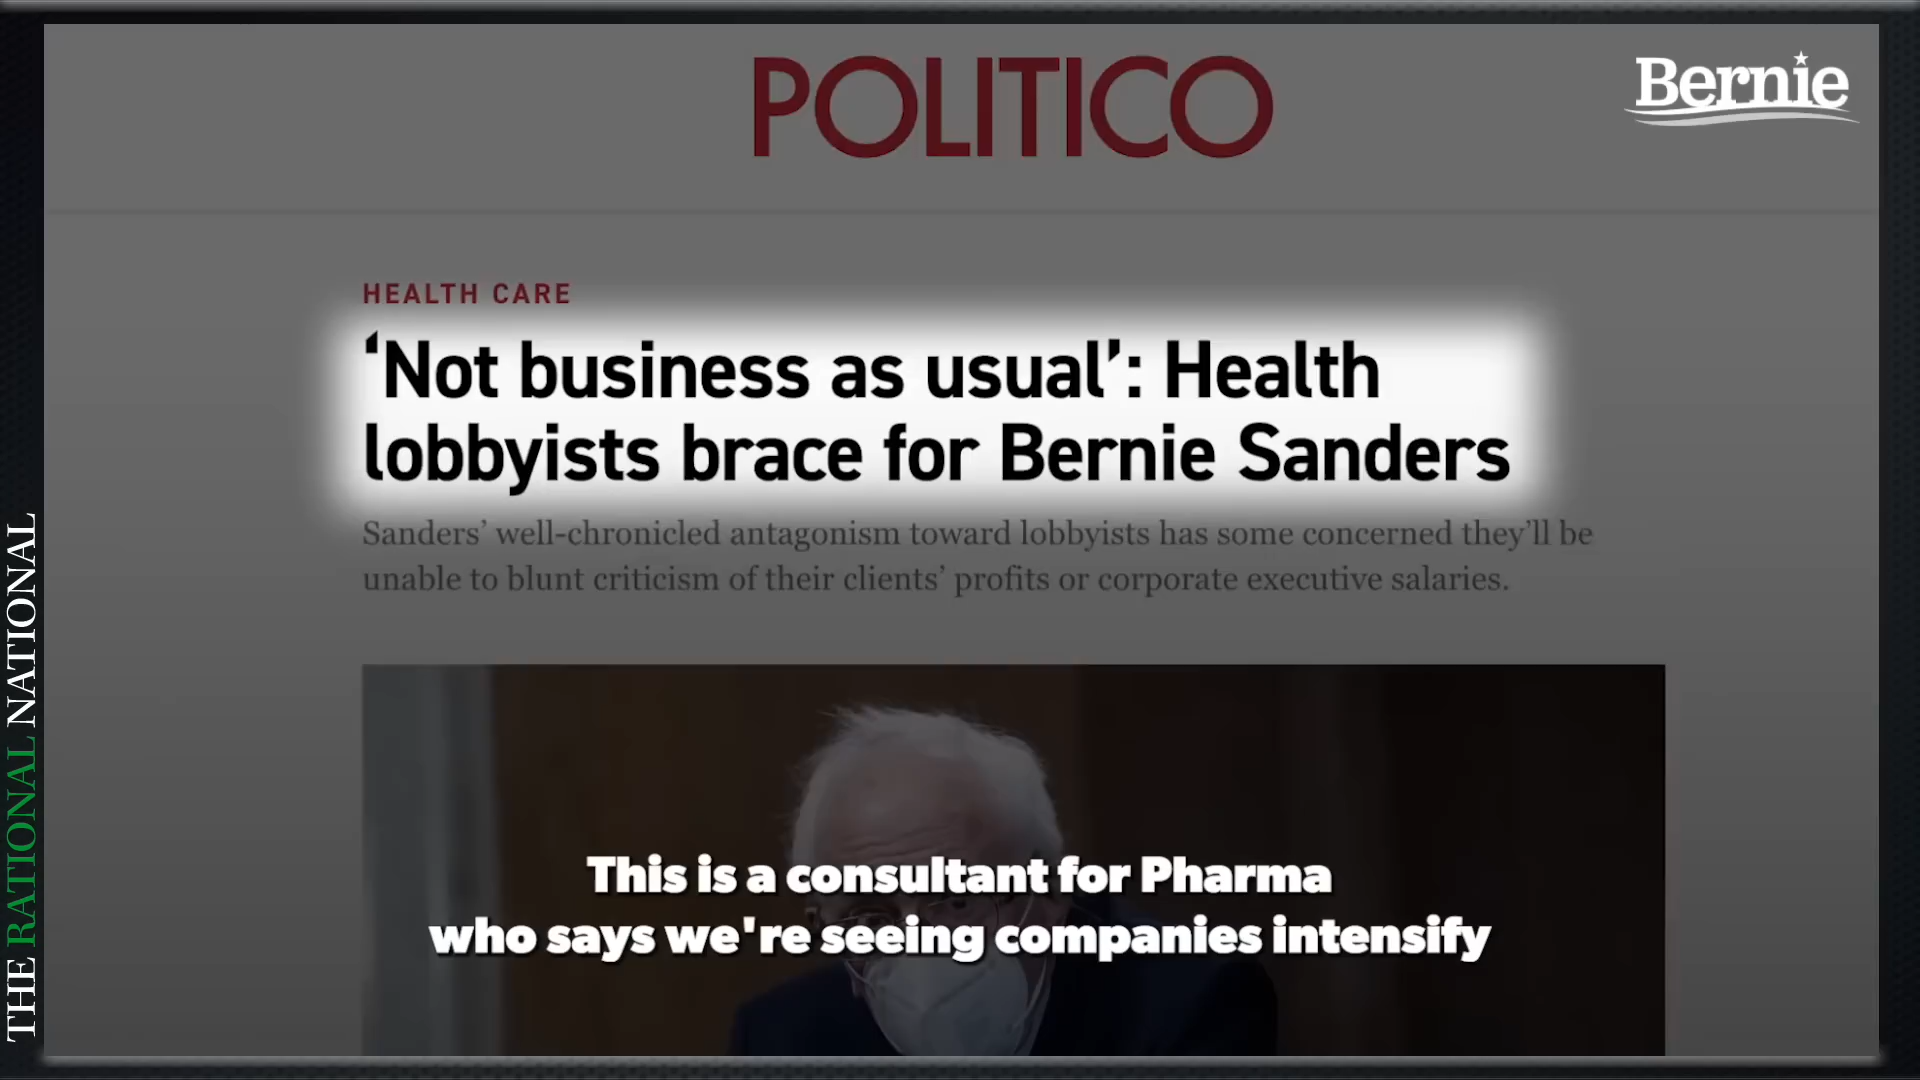 POLITICO
Bernie
HEALTH CARE
‘Not business as usual’: Health
lobbyists brace for Bernie Sanders
Sanders’ well-chronicled antagonism toward lobbyists has some concerned they’ll be
unable to blunt criticism of their clients’ profits or corporate executive salaries.
This is a consultant for Pharma
who says we're seeing companies intensify
THE RATIONAL NATIONAL